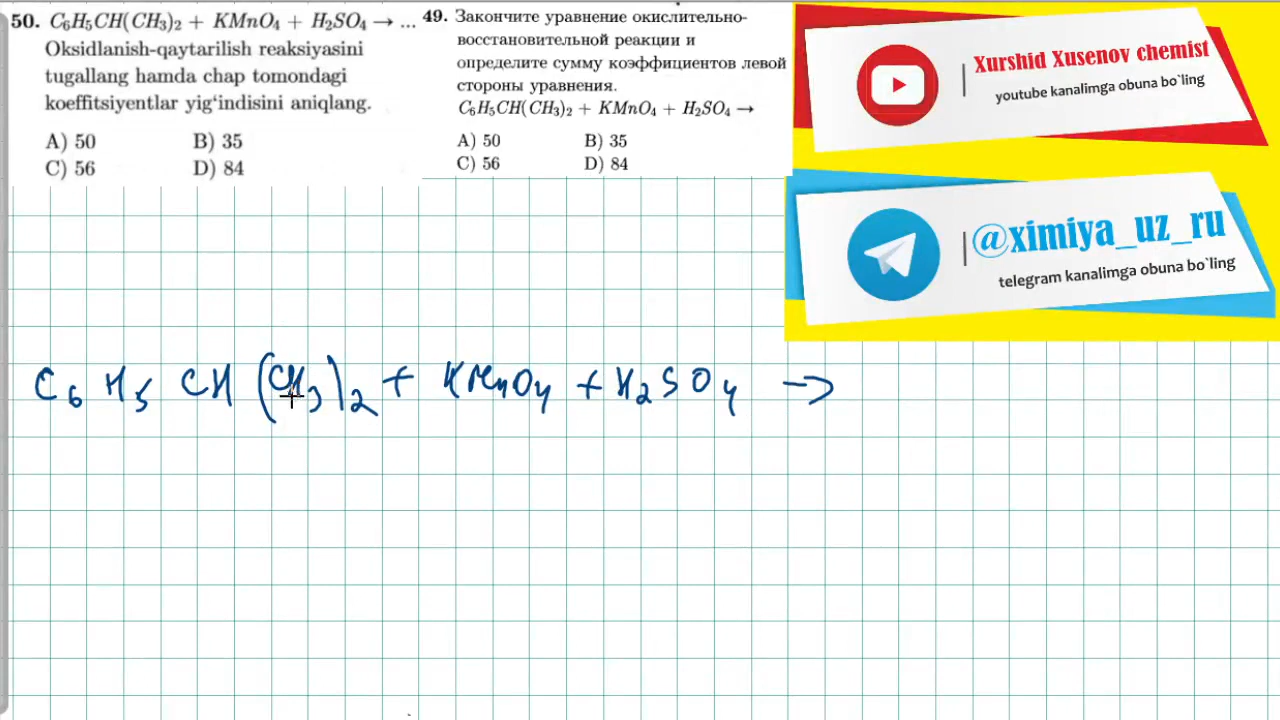 50. C₆H₅CH(CH₃)₂ + KMnO₄ + H₂SO₄ → ...
Oksidlanish-qaytarilish reaksiyasini
tugallang hamda chap tomondagi
koeffitsiyentlar yig‘indisini aniqlang.
A) 50 B) 35
C) 56 D) 84
49. Закончите уравнение окислительно-
восстановительной реакции и
определите сумму коэффициентов левой
стороны уравнения.
C₆H₅CH(CH₃)₂ + KMnO₄ + H₂SO₄ →
A) 50 B) 35
C) 56 D) 84
Xurshid Xusenov chemist
youtube kanalimga obuna bo`ling
@ximiya_uz_ru
telegram kanalimga obuna bo`ling
C₆H₅CH(CH₃)₂ + KMnO₄ + H₂SO₄ →